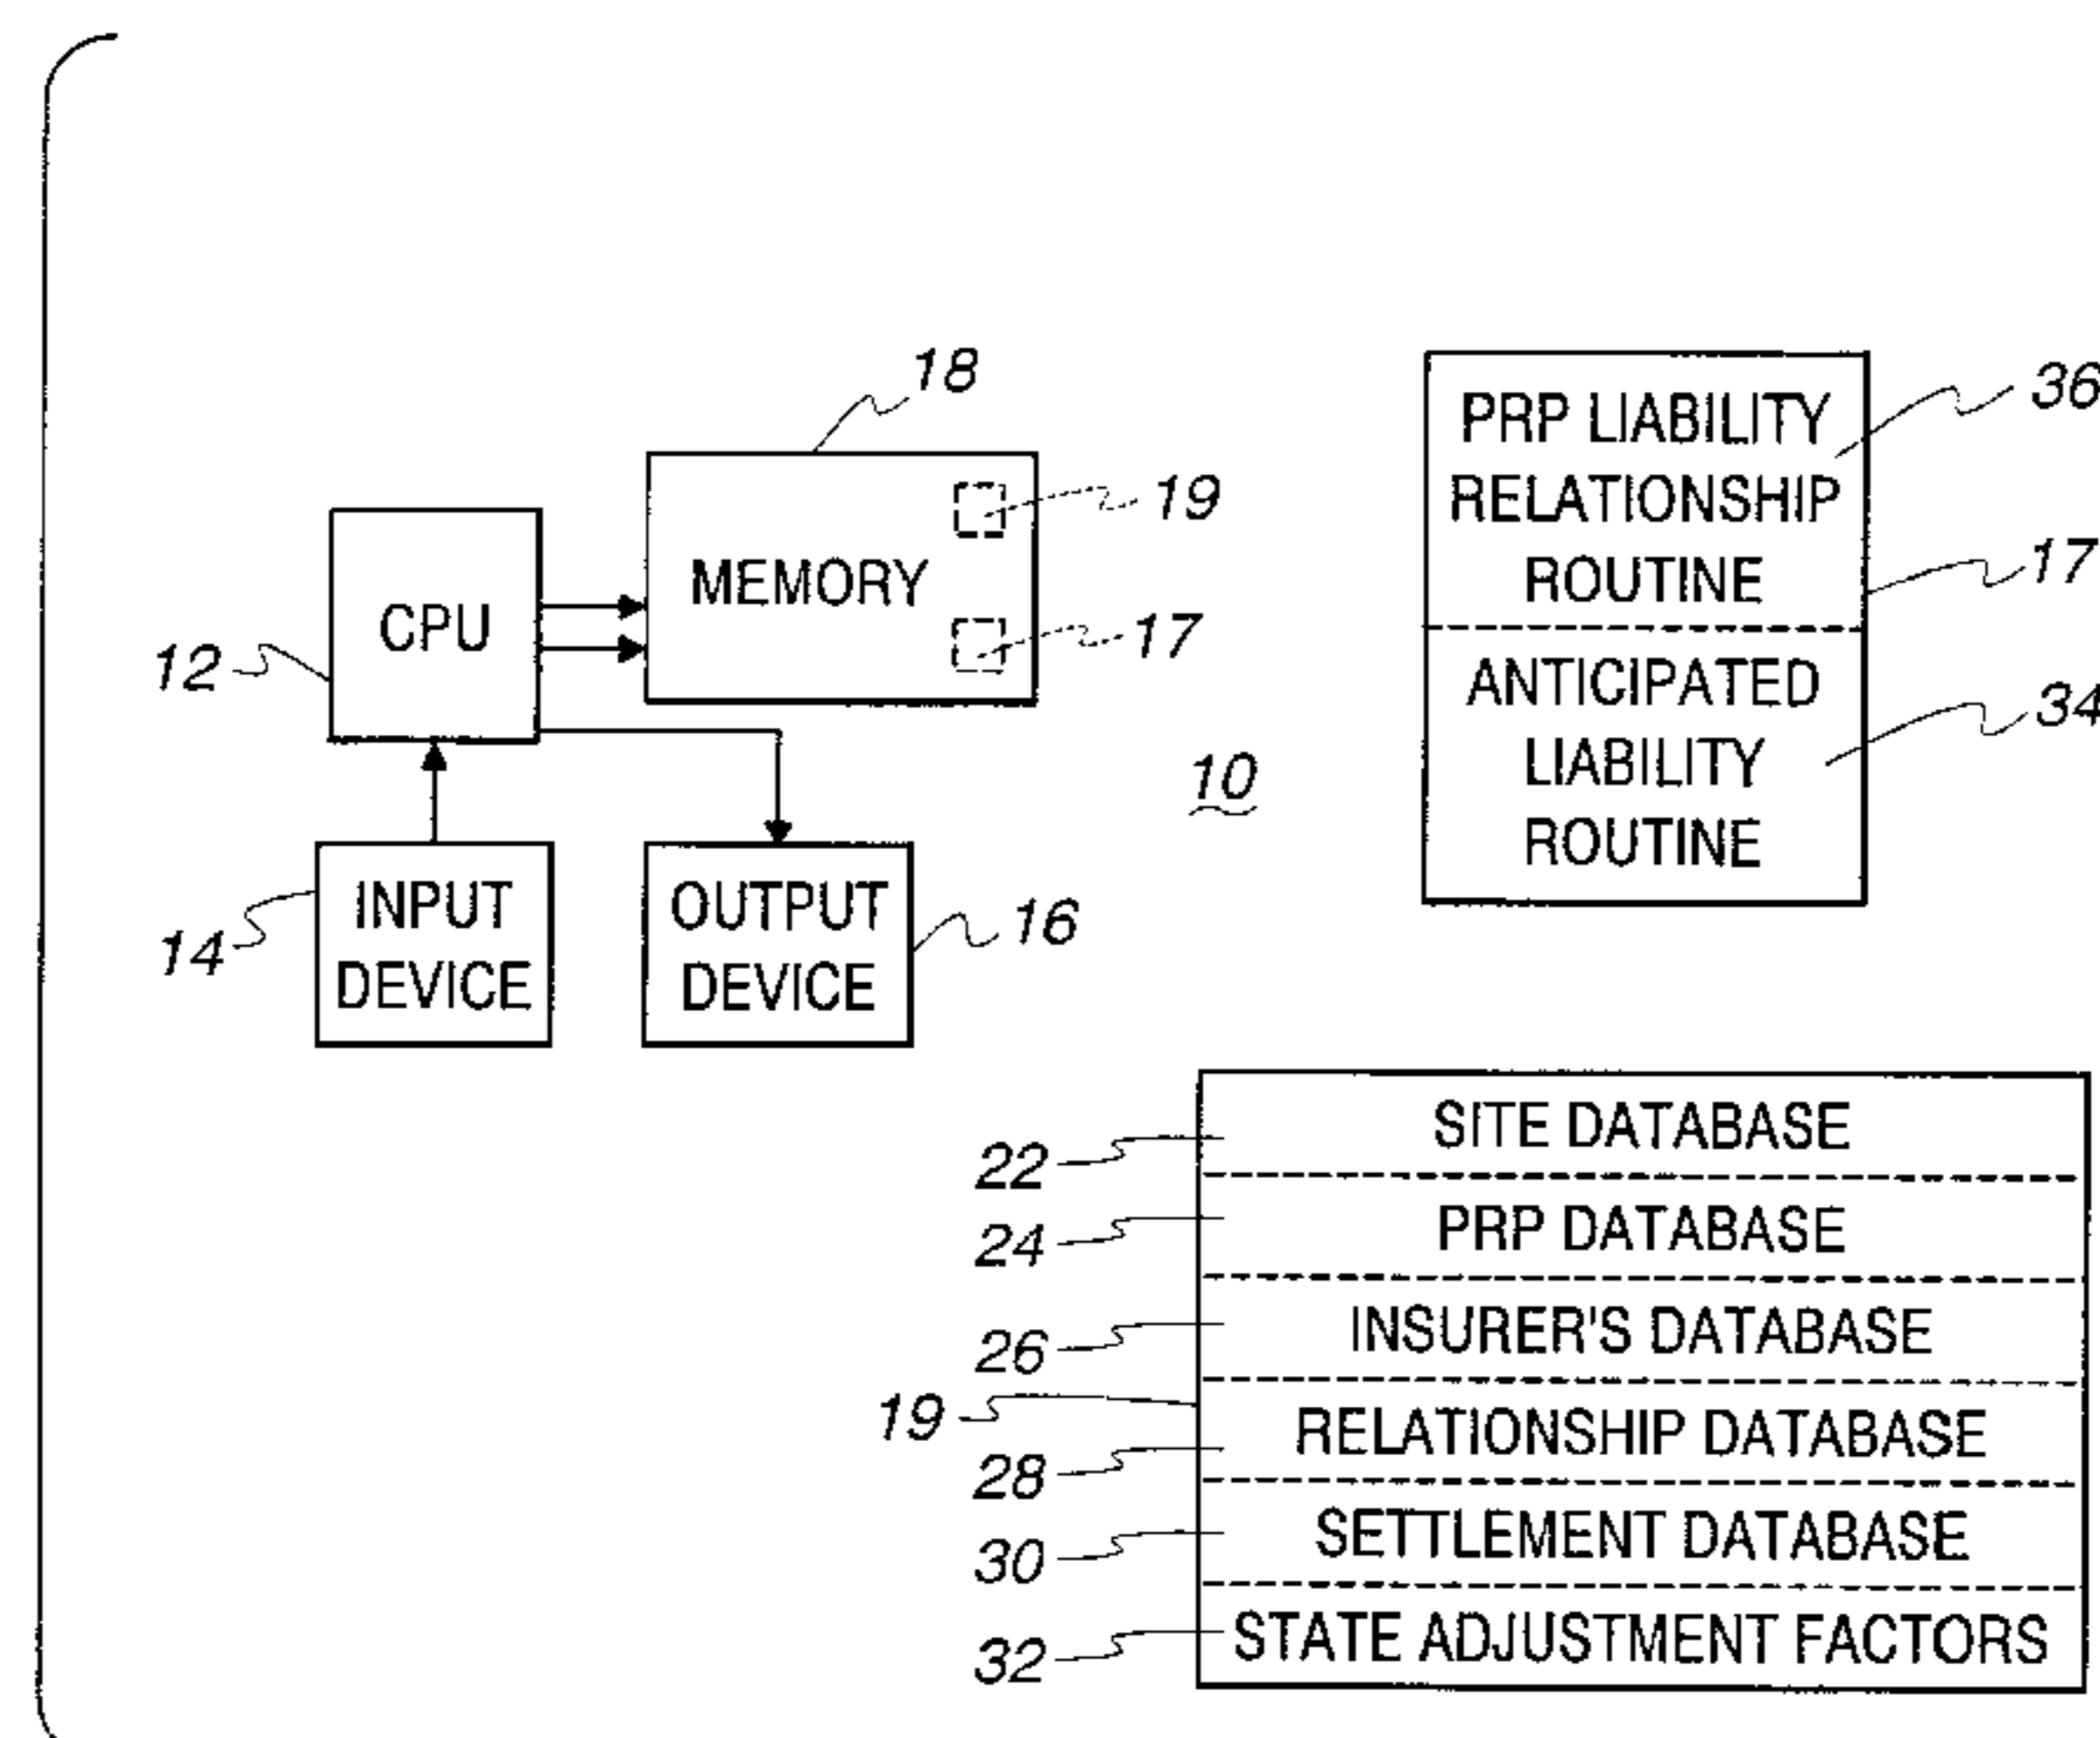 18
19
MEMORY
17
CPU
12
10
INPUT
DEVICE
14
OUTPUT
DEVICE
16
PRP LIABILITY
RELATIONSHIP
ROUTINE
36
17
ANTICIPATED
LIABILITY
ROUTINE
34
SITE DATABASE
22
PRP DATABASE
24
INSURER'S DATABASE
26
19
RELATIONSHIP DATABASE
28
SETTLEMENT DATABASE
30
STATE ADJUSTMENT FACTORS
32